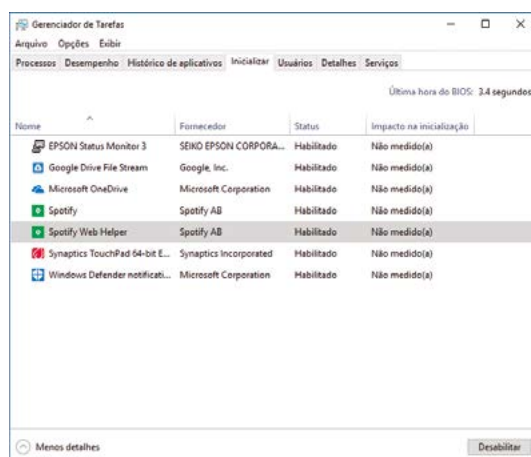 Gerenciador de Tarefas
Arquivo Opções Exibir
Processos Desempenho Histórico de aplicativos Inicializar Usuários Detalhes Serviços
Última hora do BIOS: 3.4 segundos
Nome Fornecedor Status Impacto na inicialização
EPSON Status Monitor 3 SEIKO EPSON CORPORA... Habilitado Não medido(a)
Google Drive File Stream Google, Inc. Habilitado Não medido(a)
Microsoft OneDrive Microsoft Corporation Habilitado Não medido(a)
Spotify Spotify AB Habilitado Não medido(a)
Spotify Web Helper Spotify AB Habilitado Não medido(a)
Synaptics TouchPad 64-bit E... Synaptics Incorporated Habilitado Não medido(a)
Windows Defender notificati... Microsoft Corporation Habilitado Não medido(a)
Menos detalhes Desabilitar